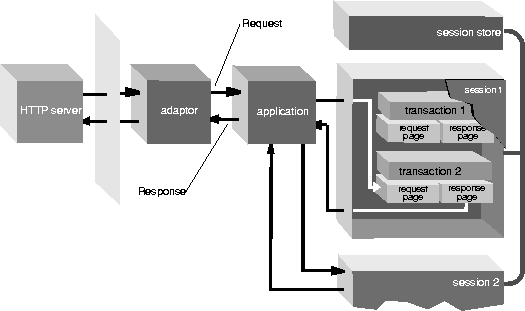 Request
session store
HTTP server
adaptor
application
session 1
transaction 1
request
page
response
page
transaction 2
request
page
response
page
Response
session 2